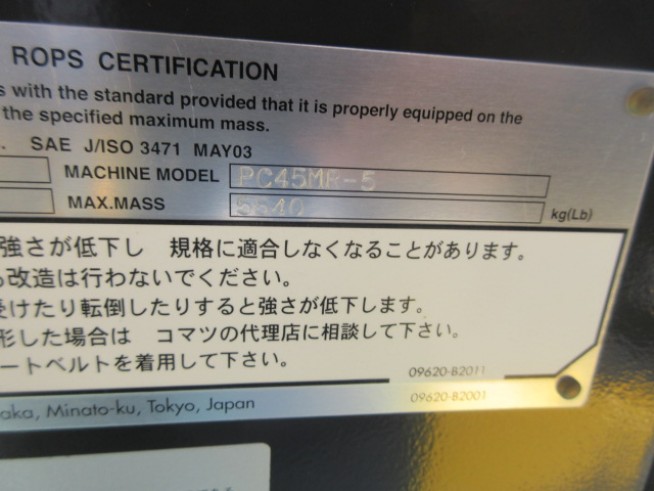 ROPS CERTIFICATION
s with the standard provided that it is properly equipped on the
the specified maximum mass.
. SAE J/ISO 3471 MAY03
MACHINE MODEL PC45MR-5
MAX.MASS 5540 kg(Lb)
強さが低下し 規格に適合しなくなることがあります。
改造は行わないでください。
受けたり転倒したりすると強さが低下します。
形した場合は コマツの代理店に相談して下さい。
ートベルトを着用して下さい。
09620-B2011
aka, Minato-ku, Tokyo, Japan
09620-B2001